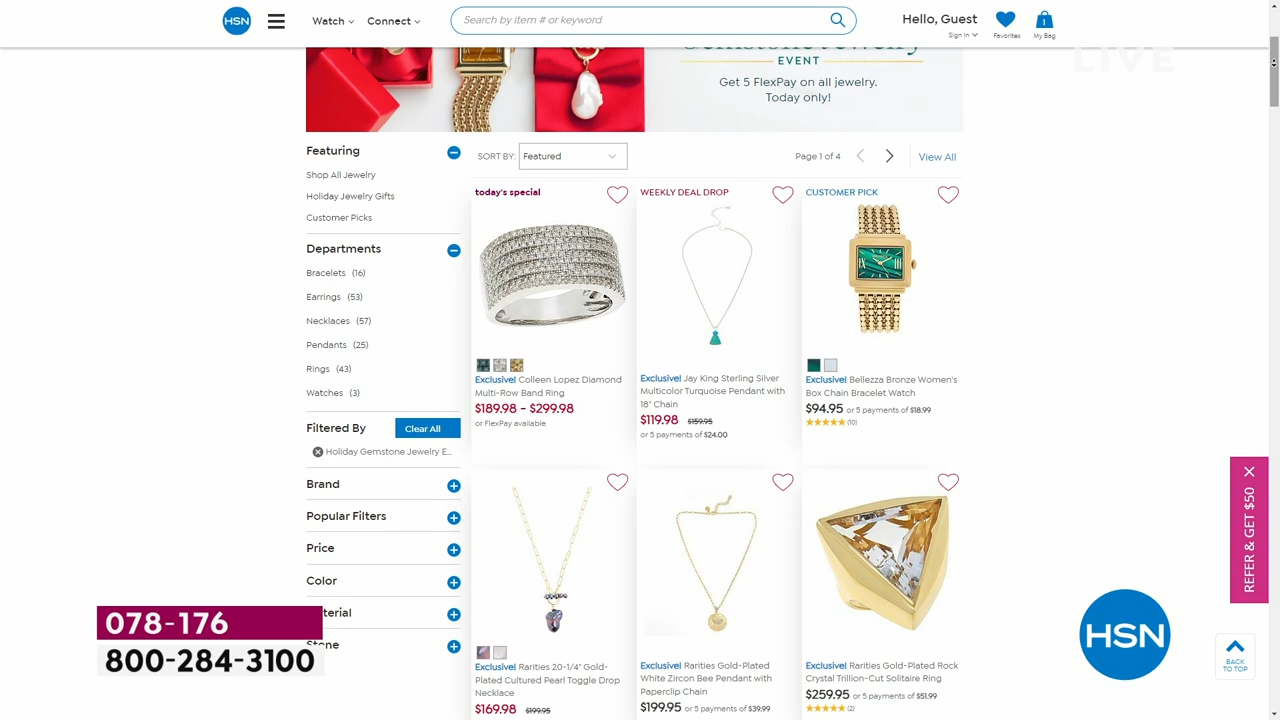 HSN
Watch
Connect
Search by item # or keyword
Hello, Guest
Sign In
Favorites
1
My Bag
LIVE
Gemstone Jewelry
EVENT
Get 5 FlexPay on all jewelry.
Today only!
Featuring
Shop All Jewelry
Holiday Jewelry Gifts
Customer Picks
Departments
Bracelets (16)
Earrings (53)
Necklaces (57)
Pendants (25)
Rings (43)
Watches (3)
Filtered By
Clear All
Holiday Gemstone Jewelry E...
Brand
Popular Filters
Price
Color
aterial
Stone
SORT BY:
Featured
Page 1 of 4
View All
today's special
Exclusive! Colleen Lopez Diamond
Multi-Row Band Ring
$189.98 - $299.98
or FlexPay available
WEEKLY DEAL DROP
Exclusive! Jay King Sterling Silver
Multicolor Turquoise Pendant with
18" Chain
$119.98 $159.95
or 5 payments of $24.00
CUSTOMER PICK
Exclusive! Bellezza Bronze Women's
Box Chain Bracelet Watch
$94.95 or 5 payments of $18.99
(10)
Exclusive! Rarities 20-1/4" Gold-
Plated Cultured Pearl Toggle Drop
Necklace
$169.98 $199.95
Exclusive! Rarities Gold-Plated
White Zircon Bee Pendant with
Paperclip Chain
$199.95 or 5 payments of $39.99
Exclusive! Rarities Gold-Plated Rock
Crystal Trillion-Cut Solitaire Ring
$259.95 or 5 payments of $51.99
(2)
REFER & GET $50
078-176
800-284-3100
HSN
BACK
TO TOP